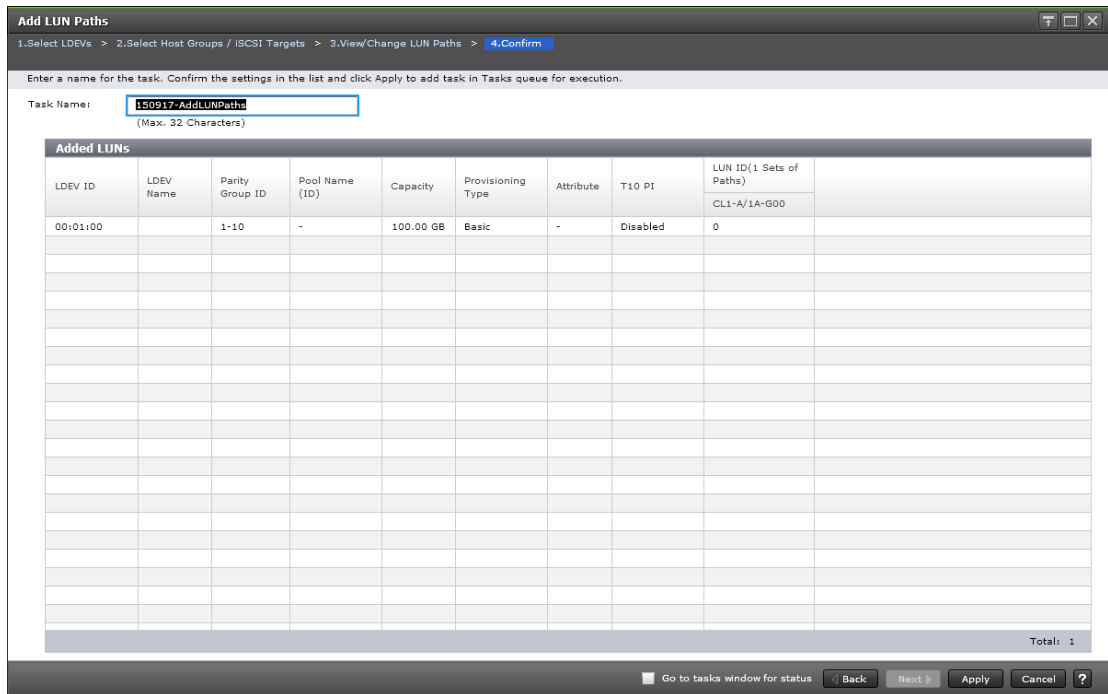 Add LUN Paths
1.Select LDEVs > 2.Select Host Groups / iSCSI Targets > 3.View/Change LUN Paths > 4.Confirm
Enter a name for the task. Confirm the settings in the list and click Apply to add task in Tasks queue for execution.
Task Name: 150917-AddLUNPaths
(Max. 32 Characters)
Added LUNs
LDEV ID LDEV Name Parity Group ID Pool Name (ID) Capacity Provisioning Type Attribute T10 PI LUN ID(1 Sets of Paths)
CL1-A/1A-G00
00:01:00 1-10 - 100.00 GB Basic - Disabled 0
Total: 1
Go to tasks window for status Back Next Apply Cancel ?